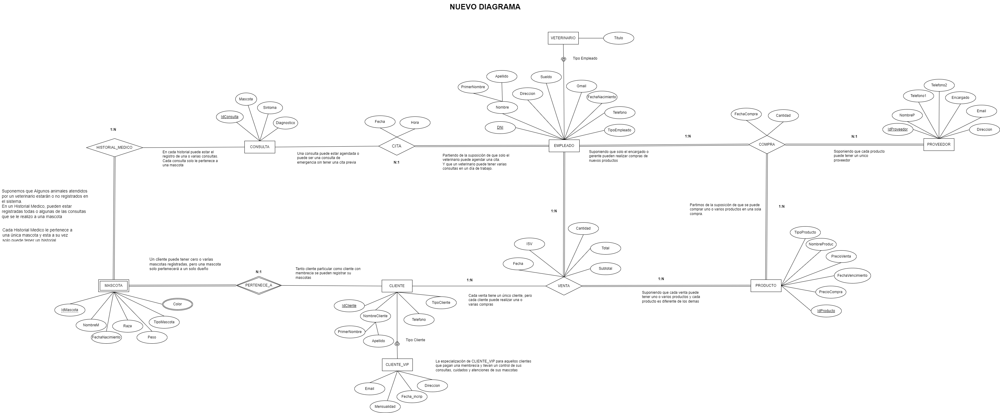 NUEVO DIAGRAMA
VETERINARIO
Titulo
Tipo Empleado
Apellido
PrimerNombre
Nombre
Direccion
Sueldo
Gmail
FechaNacimiento
Telefono
TipoEmpleado
DNI
EMPLEADO
Mascota
Sintoma
IdConsulta
Diagnostico
CONSULTA
1:N
HISTORIAL_MEDICO
En cada historial puede estar el
registro de una o varias consultas.
Cada consulta solo le pertenece a
una mascota
Fecha
Hora
CITA
N:1
Una consulta puede estar agendada o
puede ser una consulta de
emergencia sin tener una cita previa
Partiendo de la suposición de que solo el
veterinario puede agendar una cita.
Y que un veterinario puede tener varias
consultas en un día de trabajo.
Suponiendo que solo el encargado o
gerente pueden realizar compras de
nuevos productos
1:N
FechaCompra
Cantidad
COMPRA
N:1
Soponiendo que cada producto
puede tener un unico
proveedor
Telefono2
Telefono1
Encargado
NombreP
Email
IdProveedor
Direccion
PROVEEDOR
Suponemos que Algunos animales atendidos
por un veterinario estarán o no registrados en
el sistema.
En un Historial Medico, pueden estar
registradas todas o algunas de las consultas
que se le realizo a una mascota
Cada Historial Medico le pertenece a
una única mascota y esta a su vez
solo puede tener un historial
1:N
Partimos de la suposición de que se puede
comprar uno o varios productos en una sola
compra.
1:N
Un cliente puede tener cero o varias
mascotas registradas, pero una mascota
solo pertenecerá a un solo dueño
N:1
PERTENECE_A
Tanto cliente particular como cliente con
membrecia se pueden registrar su
mascotas
MASCOTA
IdMascota
NombreM
FechaNacimiento
Raza
Peso
TipoMascota
Color
CLIENTE
IdCliente
NombreCliente
PrimerNombre
Apellido
Telefono
TipoCliente
Tipo Cliente
1:N
Cada venta tiene un único cliente, pero
cada cliente puede realizar una o
varias compras
Cantidad
ISV
Total
Fecha
Subtotal
VENTA
1:N
Suponiendo que cada venta puede
tener uno o varios productos y cada
producto es diferente de los demas
TipoProducto
NombreProduc
PrecioVenta
FechaVencimiento
PrecioCompra
IdProducto
PRODUCTO
CLIENTE_VIP
La especialización de CLIENTE_VIP para aquellos clientes
que pagan una membresía y llevan un control de sus
consultas, cuidados y atenciones de sus mascotas
Email
Mensualidad
Fecha_incrip
Direccion